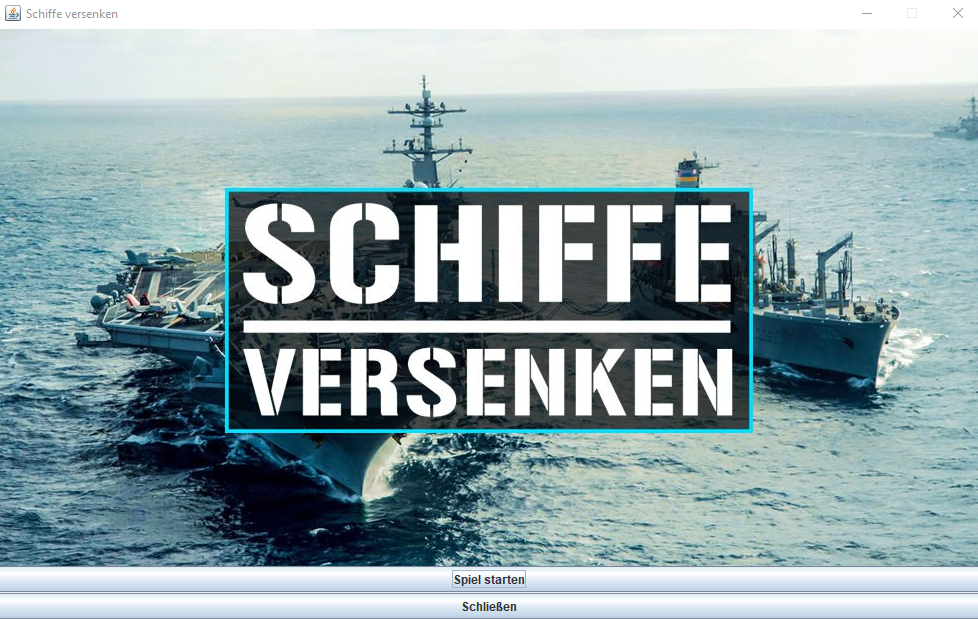 Schiffe versenken
SCHIFFE
VERSENKEN
Spiel starten
Schließen